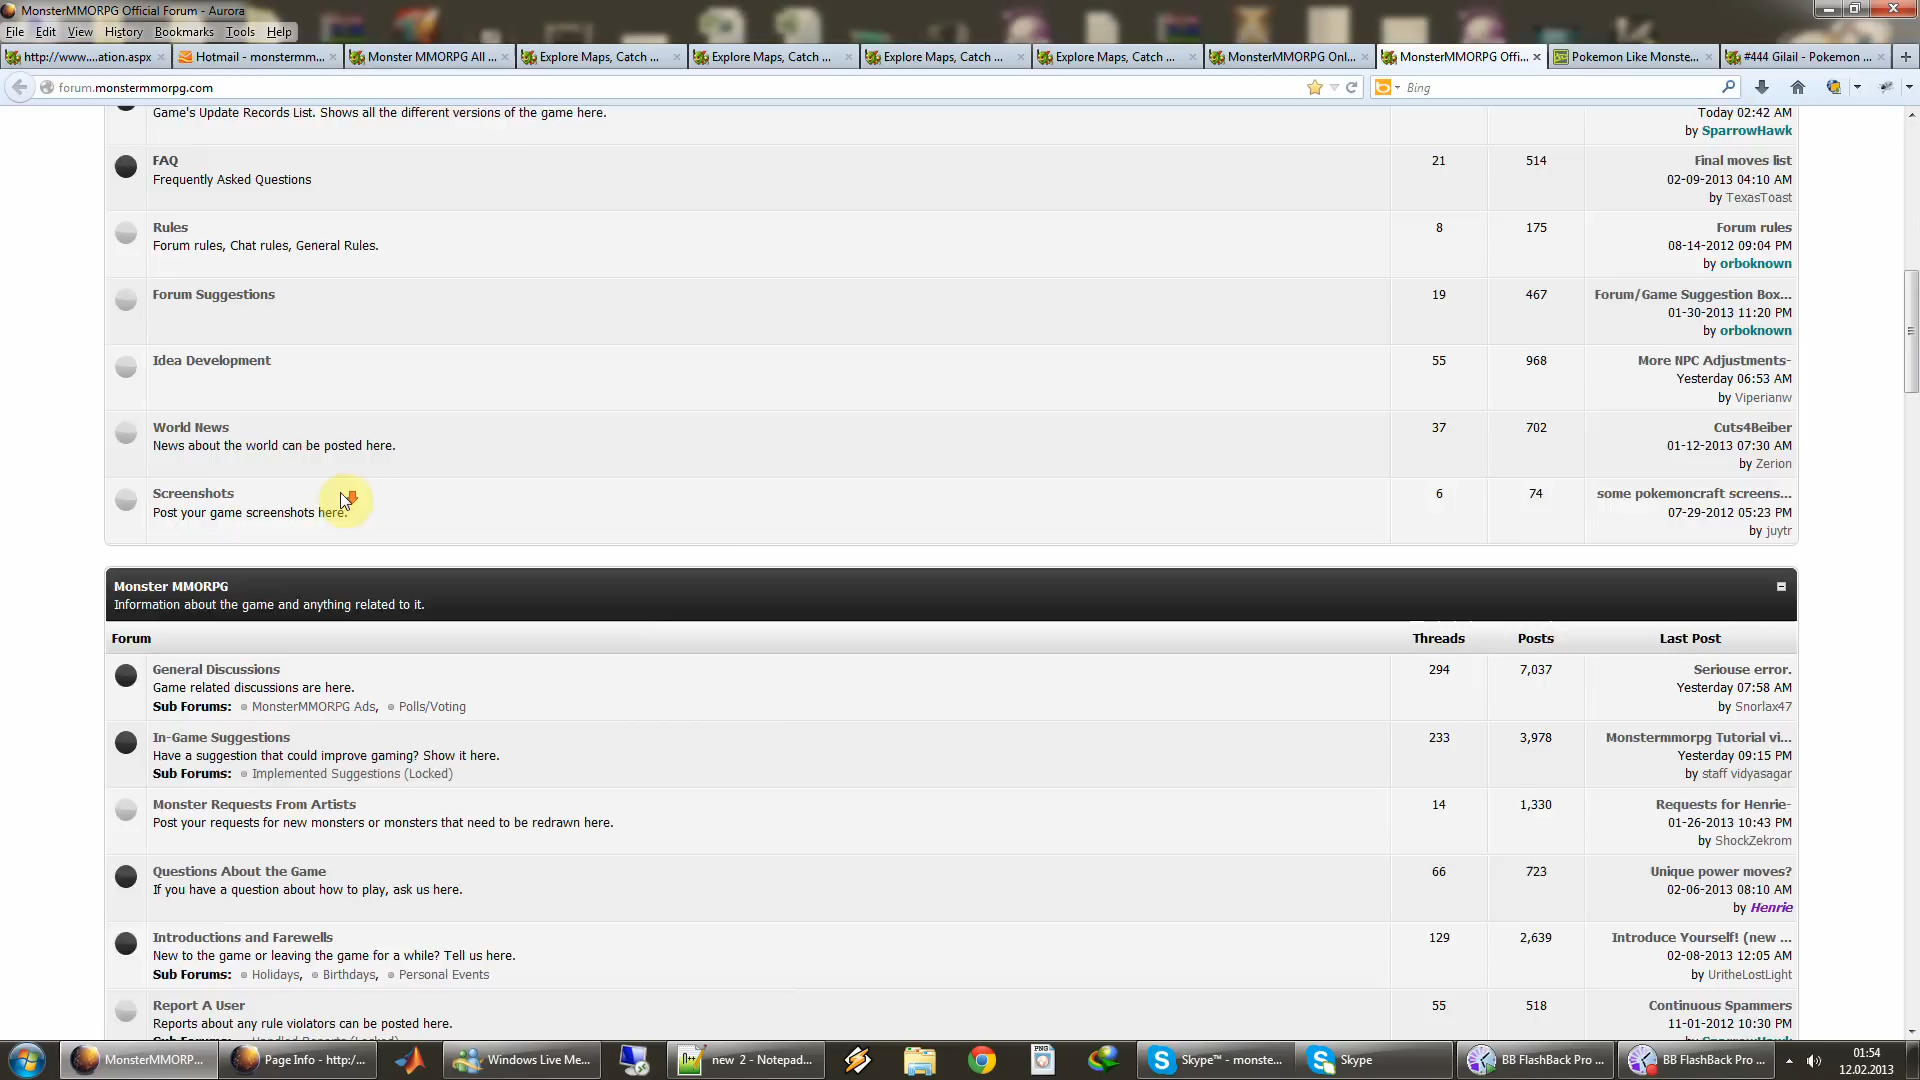 MonsterMMORPG Official Forum - Aurora
File Edit View History Bookmarks Tools Help
http://www....ation.aspx
Hotmail - monstermm...
Monster MMORPG All ...
Explore Maps, Catch ...
Explore Maps, Catch ...
Explore Maps, Catch ...
Explore Maps, Catch ...
MonsterMMORPG Onl...
MonsterMMORPG Offi...
Pokemon Like Monste...
#444 Gilail - Pokemon ...
forum.monstermmorpg.com
Bing
Game's Update Records List. Shows all the different versions of the game here.
Today 02:42 AM
by SparrowHawk
FAQ
Frequently Asked Questions
21
514
Final moves list
02-09-2013 04:10 AM
by TexasToast
Rules
Forum rules, Chat rules, General Rules.
8
175
Forum rules
08-14-2012 09:04 PM
by orboknown
Forum Suggestions
19
467
Forum/Game Suggestion Box...
01-30-2013 11:20 PM
by orboknown
Idea Development
55
968
More NPC Adjustments-
Yesterday 06:53 AM
by Viperianw
World News
News about the world can be posted here.
37
702
Cuts4Beiber
01-12-2013 07:30 AM
by Zerion
Screenshots
Post your game screenshots here.
6
74
some pokemoncraft screens...
07-29-2012 05:23 PM
by juytr
Monster MMORPG
Information about the game and anything related to it.
Forum
Threads
Posts
Last Post
General Discussions
Game related discussions are here.
Sub Forums: MonsterMMORPG Ads, Polls/Voting
294
7,037
Seriouse error.
Yesterday 07:58 AM
by Snorlax47
In-Game Suggestions
Have a suggestion that could improve gaming? Show it here.
Sub Forums: Implemented Suggestions (Locked)
233
3,978
Monstermmorpg Tutorial vi...
Yesterday 09:15 PM
by staff vidyasagar
Monster Requests From Artists
Post your requests for new monsters or monsters that need to be redrawn here.
14
1,330
Requests for Henrie-
01-26-2013 10:43 PM
by ShockZekrom
Questions About the Game
If you have a question about how to play, ask us here.
66
723
Unique power moves?
02-06-2013 08:10 AM
by Henrie
Introductions and Farewells
New to the game or leaving the game for a while? Tell us here.
Sub Forums: Holidays, Birthdays, Personal Events
129
2,639
Introduce Yourself! (new ...
02-08-2013 12:05 AM
by UritheLostLight
Report A User
Reports about any rule violators can be posted here.
55
518
Continuous Spammers
11-01-2012 10:30 PM
MonsterMMORP...
Page Info - http:/...
Windows Live Me...
new 2 - Notepad...
Skype™ - monste...
Skype
BB FlashBack Pro ...
BB FlashBack Pro ...
01:54
12.02.2013